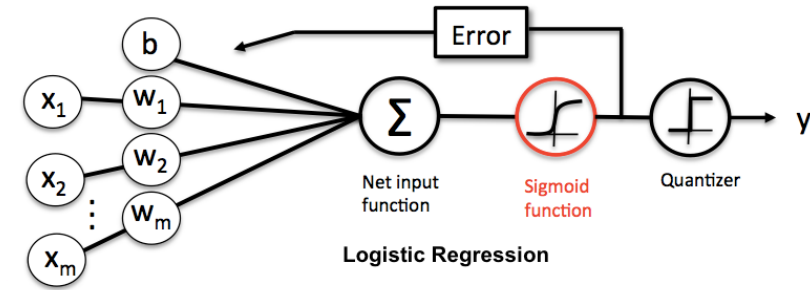 Error
b
x₁ w₁
x₂ w₂
⋮
xₘ wₘ
Σ
y
Net input
function
Sigmoid
function
Quantizer
Logistic Regression